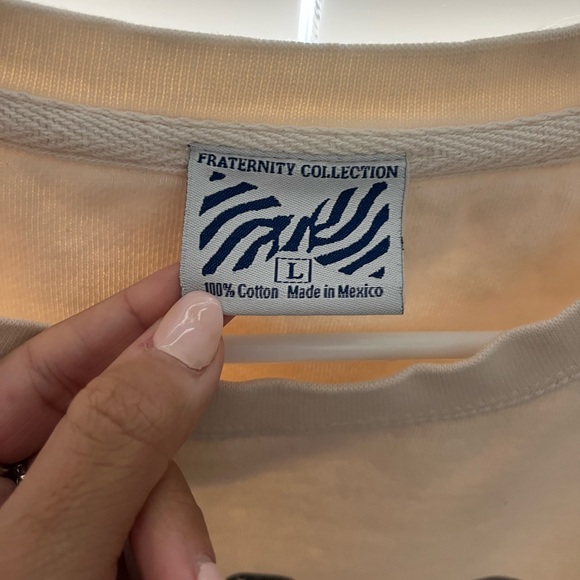 FRATERNITY COLLECTION
L
100% Cotton Made in Mexico